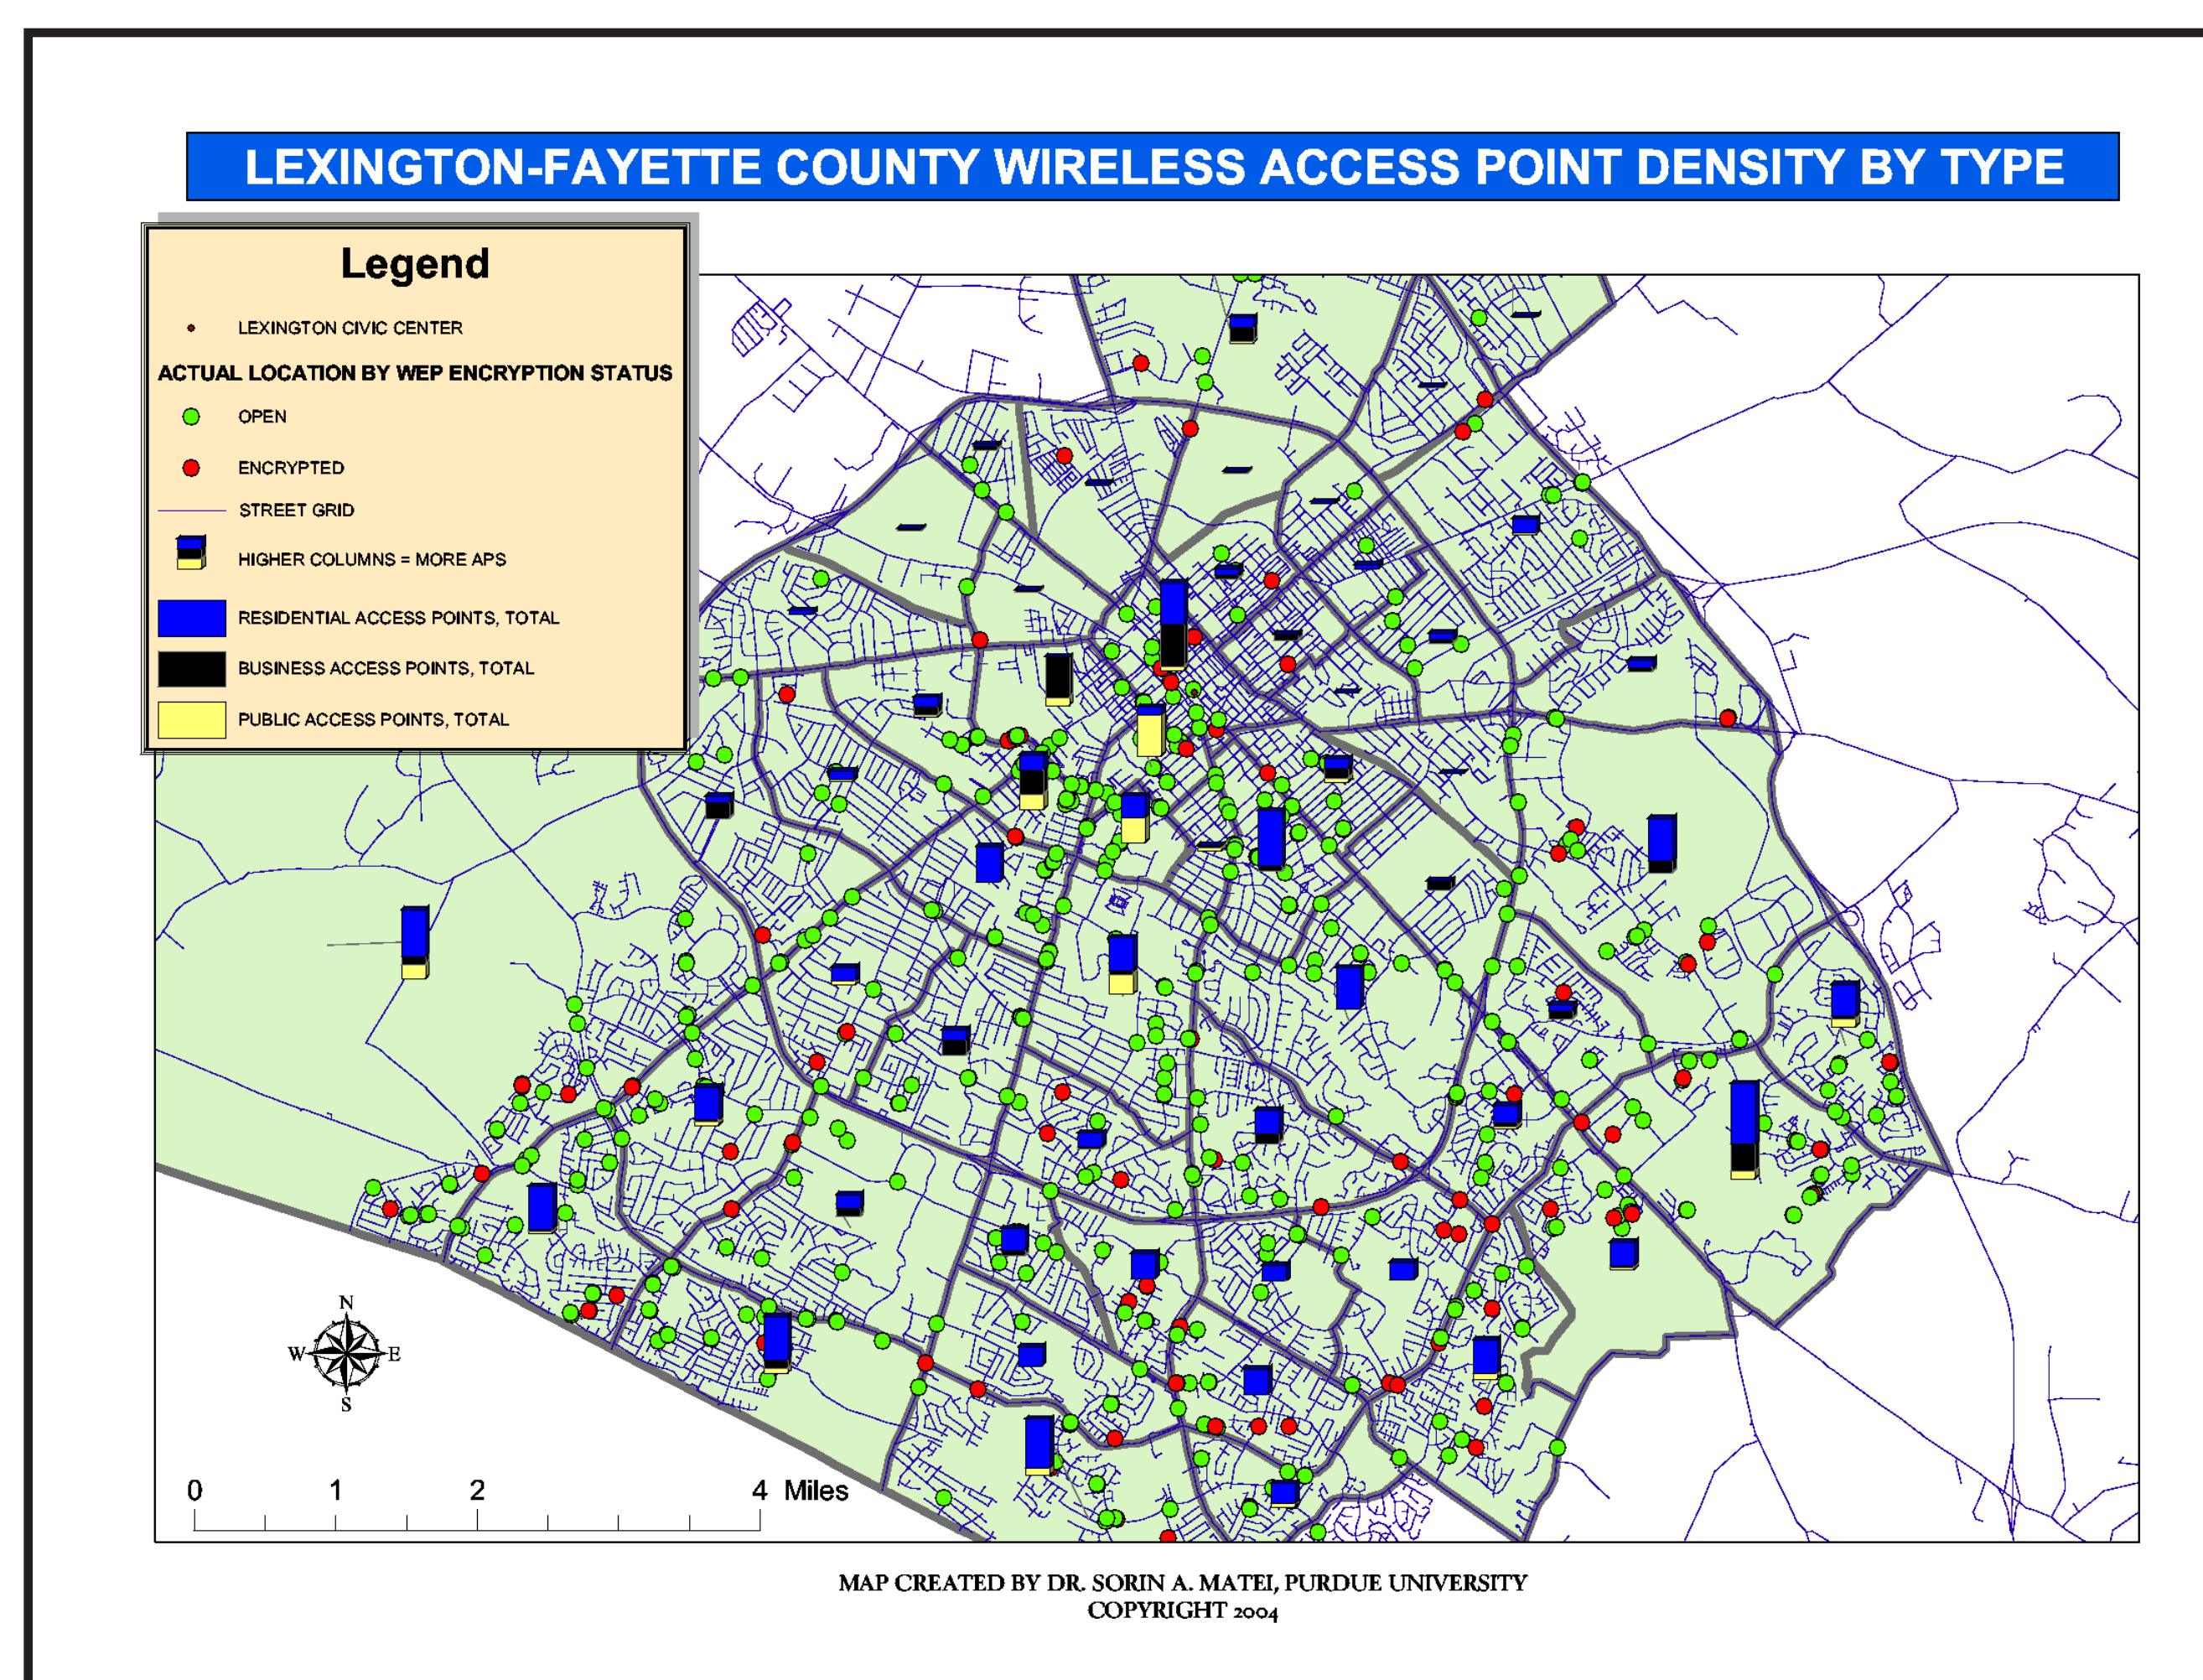 LEXINGTON-FAYETTE COUNTY WIRELESS ACCESS POINT DENSITY BY TYPE
Legend
LEXINGTON CIVIC CENTER
ACTUAL LOCATION BY WEP ENCRYPTION STATUS
OPEN
ENCRYPTED
STREET GRID
HIGHER COLUMNS = MORE APS
RESIDENTIAL ACCESS POINTS, TOTAL
BUSINESS ACCESS POINTS, TOTAL
PUBLIC ACCESS POINTS, TOTAL
N
W E
S
0 1 2 4 Miles
MAP CREATED BY DR. SORIN A. MATEI, PURDUE UNIVERSITY
COPYRIGHT 2004